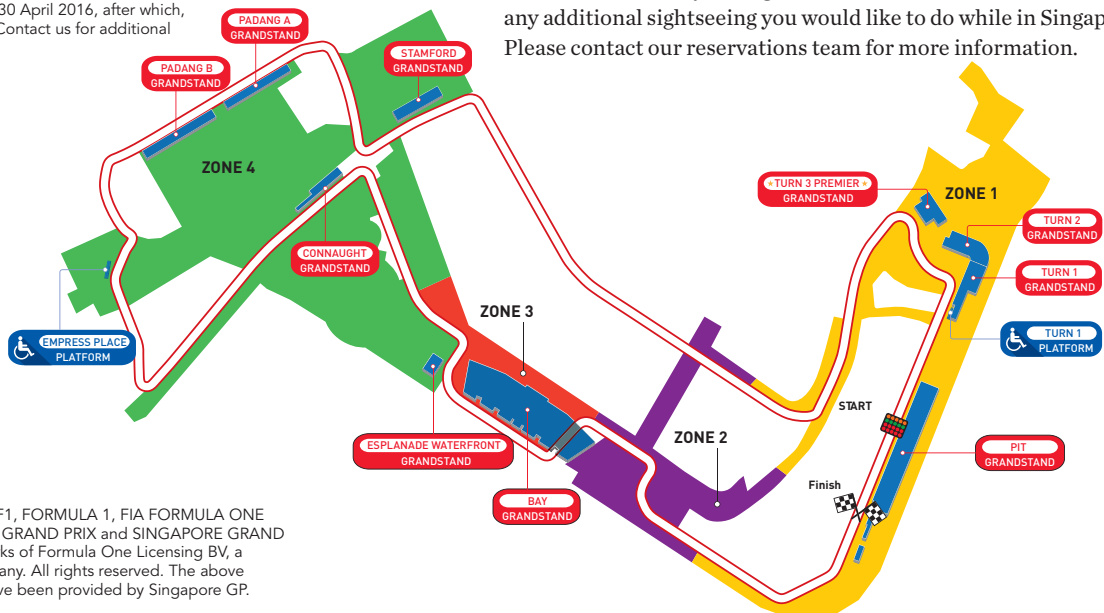 30 April 2016, after which,
Contact us for additional
any additional sightseeing you would like to do while in Singap
Please contact our reservations team for more information.
PADANG A
GRANDSTAND
PADANG B
GRANDSTAND
STAMFORD
GRANDSTAND
ZONE 4
TURN 3 PREMIER
GRANDSTAND
ZONE 1
TURN 2
GRANDSTAND
CONNAUGHT
GRANDSTAND
TURN 1
GRANDSTAND
ZONE 3
EMPRESS PLACE
PLATFORM
TURN 1
PLATFORM
START
ZONE 2
ESPLANADE WATERFRONT
GRANDSTAND
PIT
GRANDSTAND
Finish
BAY
GRANDSTAND
F1, FORMULA 1, FIA FORMULA ONE
GRAND PRIX and SINGAPORE GRAND
ks of Formula One Licensing BV, a
any. All rights reserved. The above
ve been provided by Singapore GP.